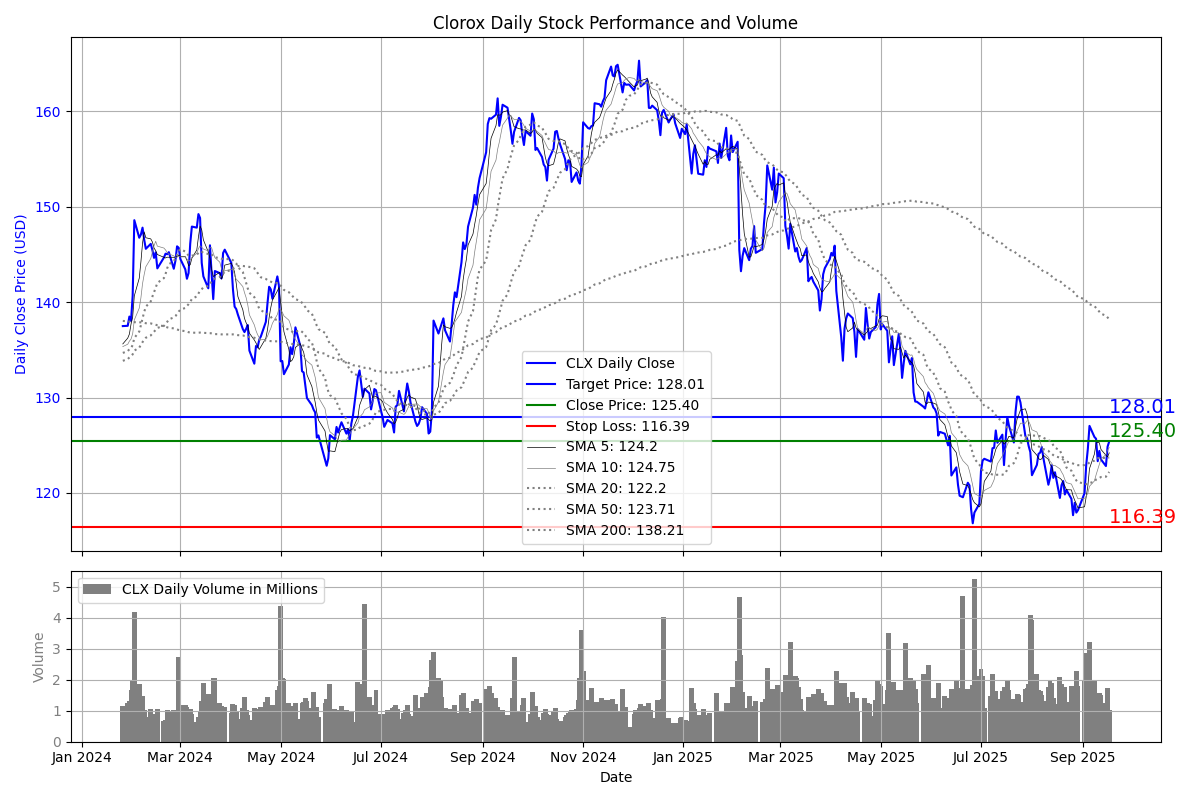 Clorox Daily Stock Performance and Volume
Daily Close Price (USD)
160
150
140
130
120
CLX Daily Close
Target Price: 128.01
Close Price: 125.40
Stop Loss: 116.39
SMA 5: 124.2
SMA 10: 124.75
SMA 20: 122.2
SMA 50: 123.71
SMA 200: 138.21
128.01
125.40
116.39
Volume
5
4
3
2
1
0
CLX Daily Volume in Millions
Jan 2024
Mar 2024
May 2024
Jul 2024
Sep 2024
Nov 2024
Jan 2025
Mar 2025
May 2025
Jul 2025
Sep 2025
Date